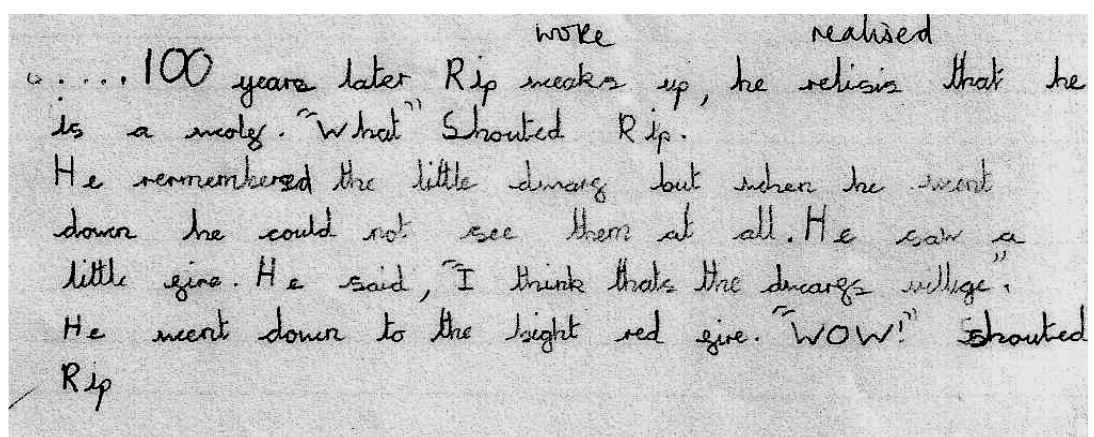 woke realised
.....100 years later Rip weaks up, he relisis that he
is a wolf. "What" Shouted Rip.
He rermembered the little dwarf but when he went
down he could not see them at all. He saw a
little fire. He said, "I think thats the dwarfs villige".
He went down to the bight red fire. "WOW!" Shouted
Rip